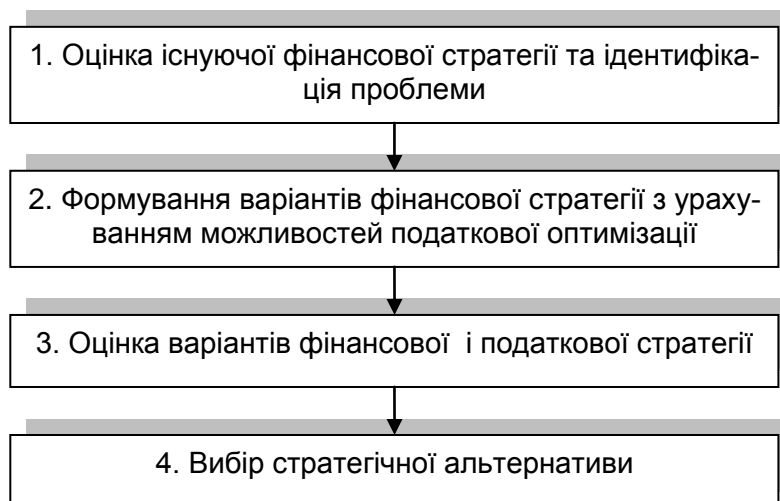 1. Оцінка існуючої фінансової стратегії та ідентифіка-
ція проблеми
2. Формування варіантів фінансової стратегії з ураху-
ванням можливостей податкової оптимізації
3. Оцінка варіантів фінансової і податкової стратегії
4. Вибір стратегічної альтернативи